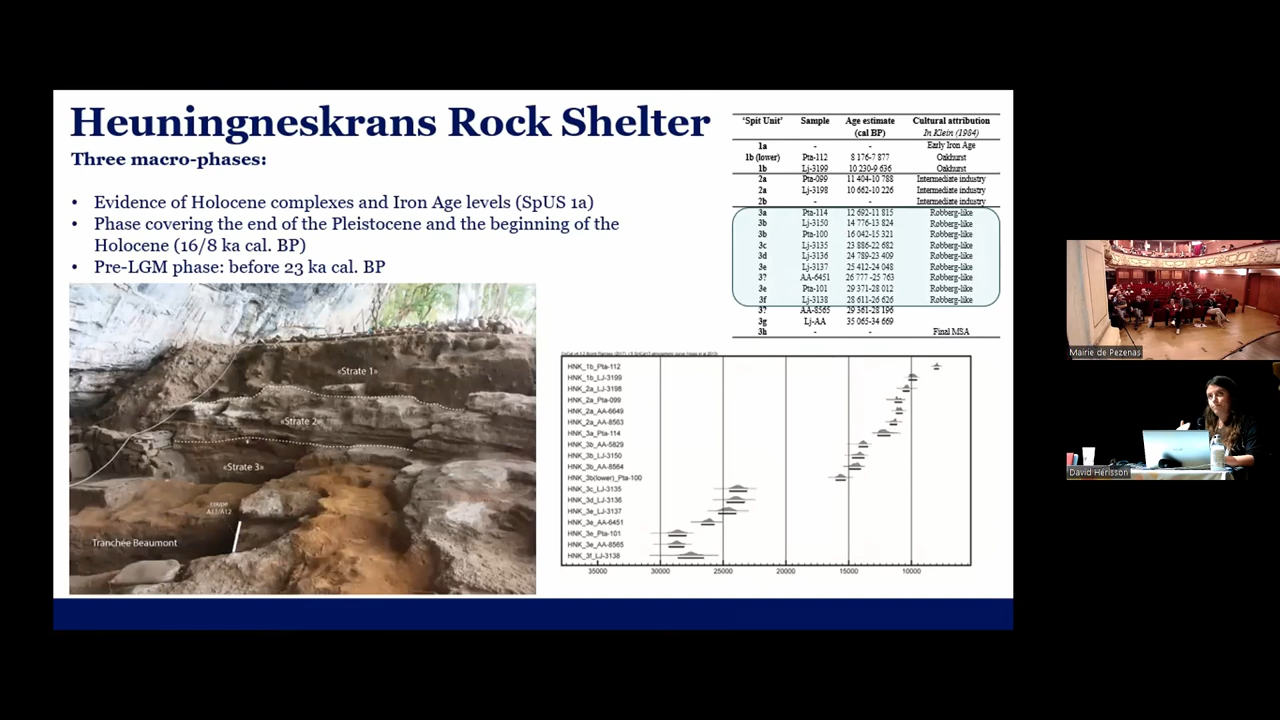 Heuningneskrans Rock Shelter
Three macro-phases:
• Evidence of Holocene complexes and Iron Age levels (SpUS 1a)
• Phase covering the end of the Pleistocene and the beginning of the
Holocene (16/8 ka cal. BP)
• Pre-LGM phase: before 23 ka cal. BP
«Strate 1»
«Strate 2»
«Strate 3»
coupe
A11/A12
Tranchée Beaumont
'Spit Unit' Sample Age estimate Cultural attribution
(cal BP) In Klein (1984)
1a - - Early Iron Age
1b (lower) Pta-112 8 176-7 877 Oakhurst
1b Lj-3199 10 230-9 636 Oakhurst
2a Pta-099 11 404-10 788 Intermediate industry
2a Lj-3198 10 662-10 226 Intermediate industry
2b - - Intermediate industry
3a Pta-114 12 692-11 815 Robberg-like
3b Lj-3150 14 776-13 824 Robberg-like
3b Pta-100 16 042-15 321 Robberg-like
3c Lj-3135 23 886-22 682 Robberg-like
3d Lj-3136 24 789-23 409 Robberg-like
3e Lj-3137 25 412-24 048 Robberg-like
3? AA-6451 26 777-25 763 Robberg-like
3e Pta-101 29 371-28 012 Robberg-like
3f Lj-3138 28 611-26 626 Robberg-like
3? AA-8565 29 361-28 196
3g Lj-AA 35 065-34 669
3h - - Final MSA
HNK_1b_Pta-112
HNK_1b_LJ-3199
HNK_2a_LJ-3198
HNK_2a_Pta-099
HNK_2a_AA-6649
HNK_2a_AA-8563
HNK_3a_Pta-114
HNK_3b_AA-5829
HNK_3b_LJ-3150
HNK_3b_AA-8564
HNK_3b(lower)_Pta-100
HNK_3c_LJ-3135
HNK_3d_LJ-3136
HNK_3e_LJ-3137
HNK_3e_AA-6451
HNK_3e_Pta-101
HNK_3e_AA-8565
HNK_3f_LJ-3138
35000 30000 25000 20000 15000 10000
Mairie de Pezenas
David Hérisson